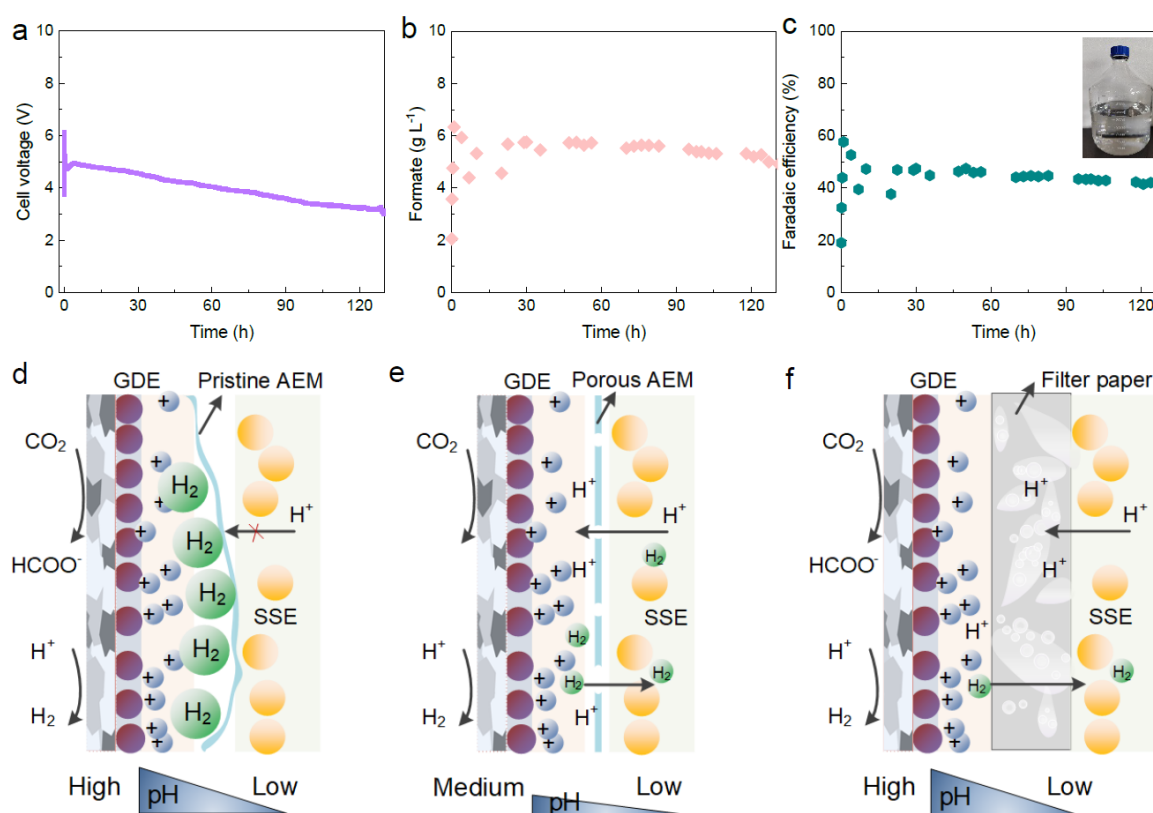 a
10
8
6
4
2
0
Cell voltage (V)
0 30 60 90 120
Time (h)
b
10
8
6
4
2
0
Formate (g L⁻¹)
0 30 60 90 120
Time (h)
c
100
80
60
40
20
0
Faradaic efficiency (%)
0 30 60 90 120
Time (h)
d
GDE
Pristine AEM
CO₂
H₂
H₂
H⁺
HCOO⁻
H₂
SSE
H₂
H⁺
H₂
H₂
+ + + + + + + + + + + + +
High
pH
Low
e
GDE
Porous AEM
CO₂
H⁺
H⁺
H⁺
H₂
HCOO⁻
SSE
H₂
H⁺
H⁺
H₂
H₂
H₂
H⁺
+ + + + + + + + + + + + +
Medium
pH
Low
f
GDE
Filter paper
CO₂
H⁺
H⁺
H⁺
HCOO⁻
SSE
H⁺
H⁺
H₂
H₂
H₂
+ + + + + + + + + + + + +
High
pH
Low